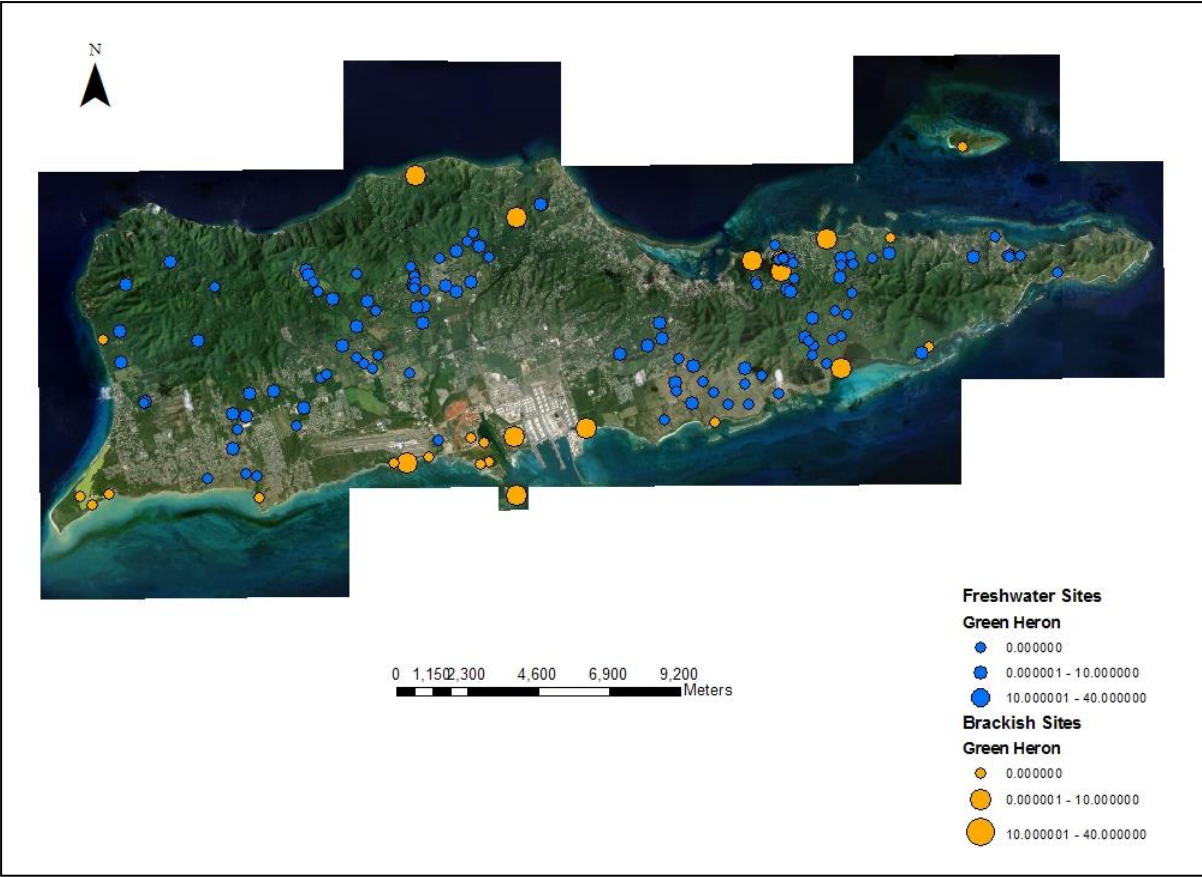 N
0 1,1502,300 4,600 6,900 9,200
Meters
Freshwater Sites
Green Heron
0.000000
0.000001 - 10.000000
10.000001 - 40.000000
Brackish Sites
Green Heron
0.000000
0.000001 - 10.000000
10.000001 - 40.000000